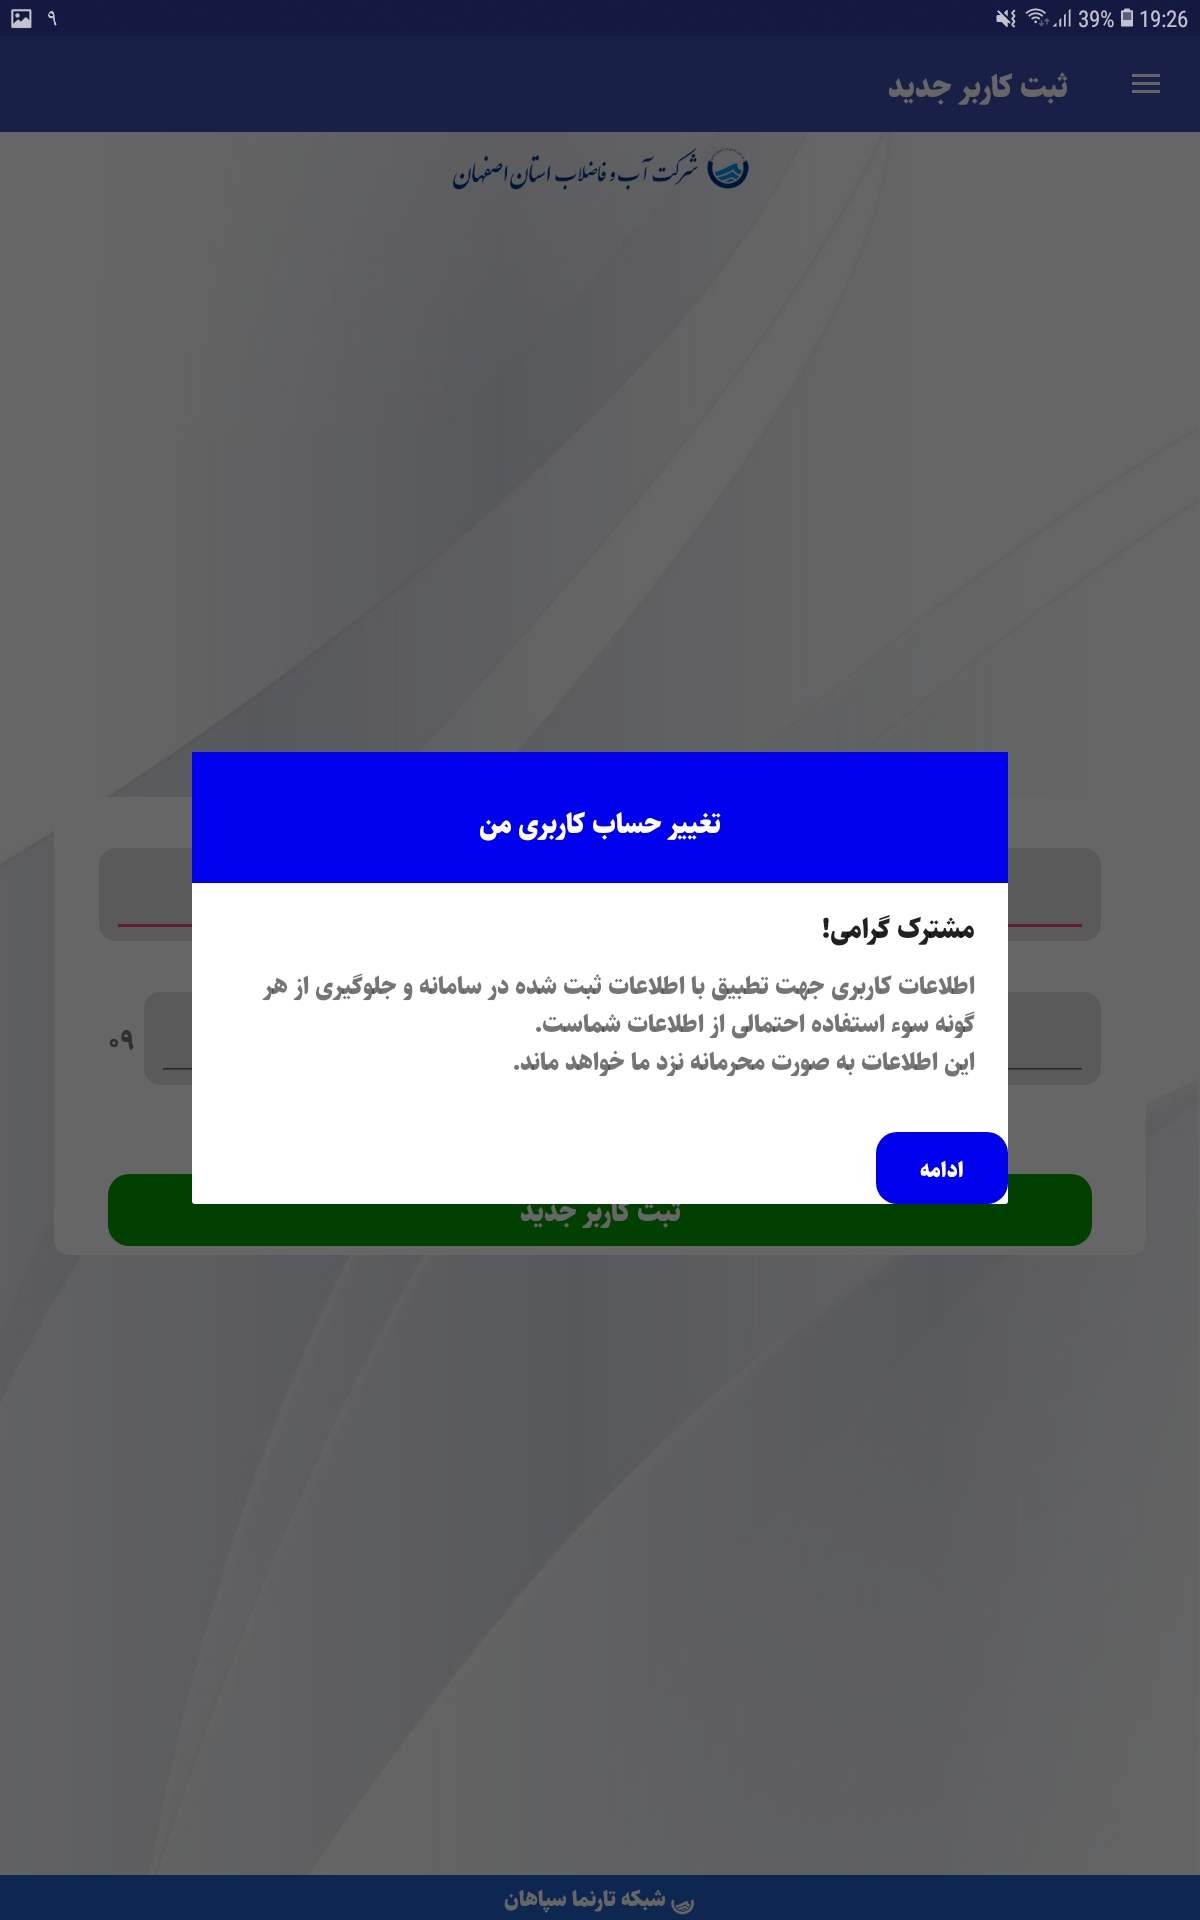 ۹
39% 19:26
ثبت کاربر جدید
شرکت آب و فاضلاب استان اصفهان
تغییر حساب کاربری من
مشترک گرامی!
اطلاعات کاربری جهت تطبیق با اطلاعات ثبت شده در سامانه و جلوگیری از هر
گونه سوء استفاده احتمالی از اطلاعات شماست.
این اطلاعات به صورت محرمانه نزد ما خواهد ماند.
۰۹
ادامه
ثبت کاربر جدید
شبکه تارنما سپاهان